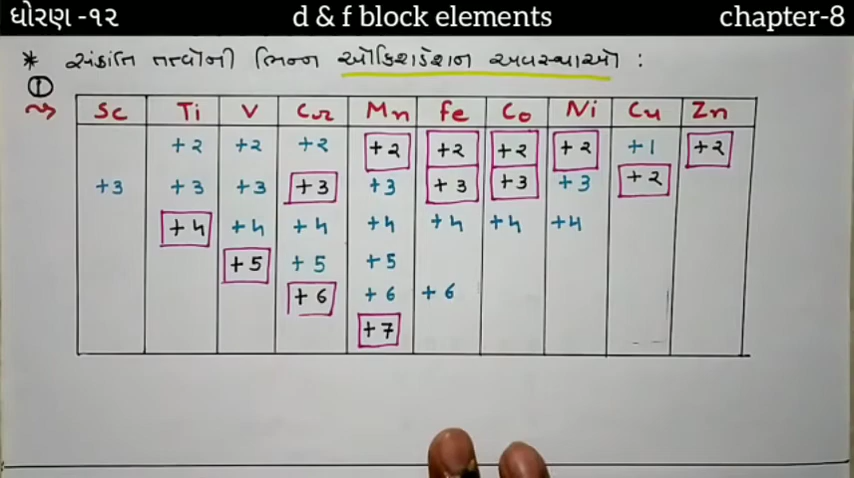 ધોરણ -૧૨ d & f block elements chapter-8
* સંક્રાંતિ તત્ત્વોની ભિન્ન ઓક્સિડેશન અવસ્થાઓ :
①
Sc Ti V Cr Mn Fe Co Ni Cu Zn
+2 +2 +2 +2 +2 +2 +2 +1 +2
+3 +3 +3 +3 +3 +3 +3 +3 +2
+4 +4 +4 +4 +4 +4 +4
+5 +5 +5
+6 +6 +6
+7